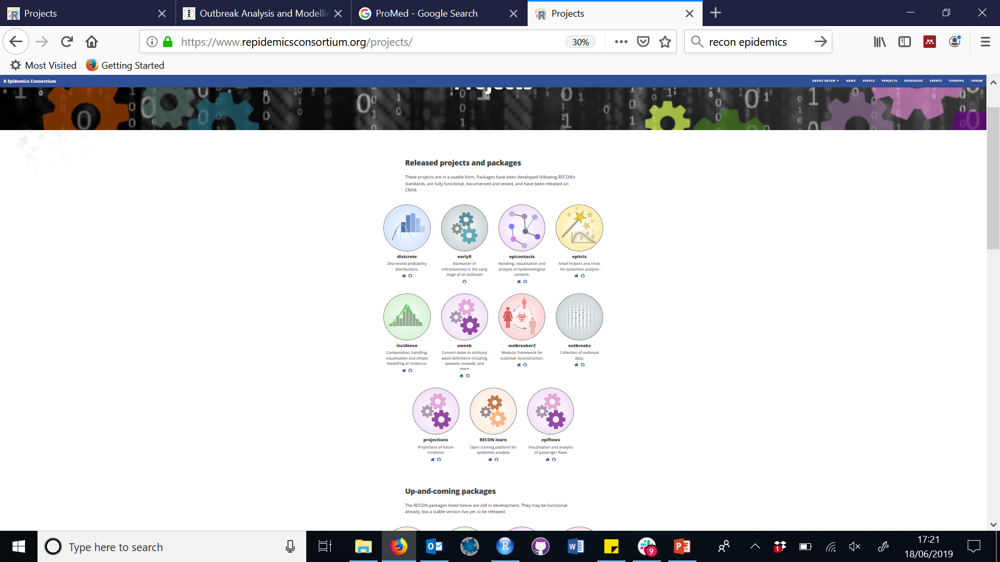 Projects
Outbreak Analysis and Modellin
ProMed - Google Search
Projects
https://www.repidemicsconsortium.org/projects/
30%
recon epidemics
Most Visited
Getting Started
R Epidemics Consortium
ABOUT RECON
NEWS
PEOPLE
PROJECTS
RESOURCES
EVENTS
FUNDING
FORUM
Projects
Released projects and packages
These projects are in a usable form. Packages have been developed following RECON's
standards, are fully functional, documented and tested, and have been released on
CRAN.
distcrete
Discretized probability
distributions.
earlyR
Estimation of
infectiousness in the early
stage of an outbreak
epicontacts
Handling, visualisation and
analysis of epidemiological
contacts.
β α θ
epitrix
Small helpers and tricks
for epidemics analysis
incidence
Computation, handling,
visualisation and simple
modelling of incidence.
aweek
Convert dates to arbitrary
week definitions including
epiweek, isoweek, and
more
outbreaker2
Modular framework for
outbreak reconstruction.
outbreaks
Collection of outbreak
data.
projections
Projections of future
incidence
RECON learn
Open training platform for
epidemics analysis
epiflows
Visualisation and analysis
of passenger flows
Up-and-coming packages
The RECON packages listed below are still in development. They may be functional
already, but a stable version has yet to be released.
Type here to search
9
1
17:21
18/06/2019